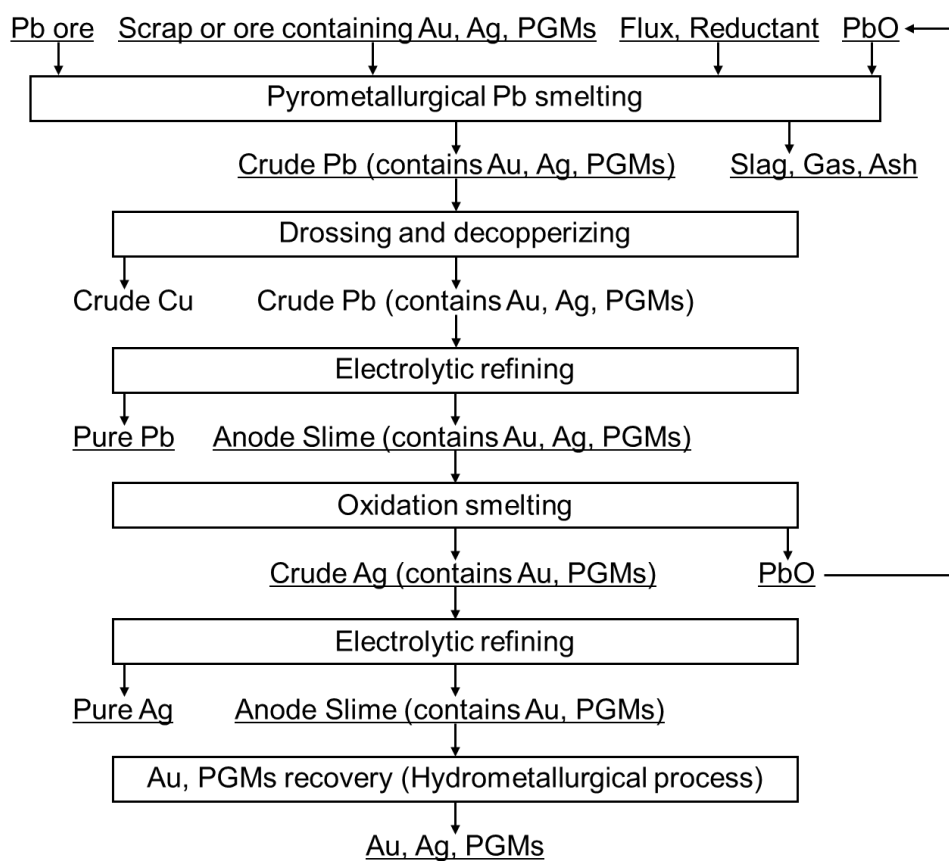 Pb ore Scrap or ore containing Au, Ag, PGMs Flux, Reductant PbO
Pyrometallurgical Pb smelting
Crude Pb (contains Au, Ag, PGMs) Slag, Gas, Ash
Drossing and decopperizing
Crude Cu Crude Pb (contains Au, Ag, PGMs)
Electrolytic refining
Pure Pb Anode Slime (contains Au, Ag, PGMs)
Oxidation smelting
Crude Ag (contains Au, PGMs) PbO
Electrolytic refining
Pure Ag Anode Slime (contains Au, PGMs)
Au, PGMs recovery (Hydrometallurgical process)
Au, Ag, PGMs